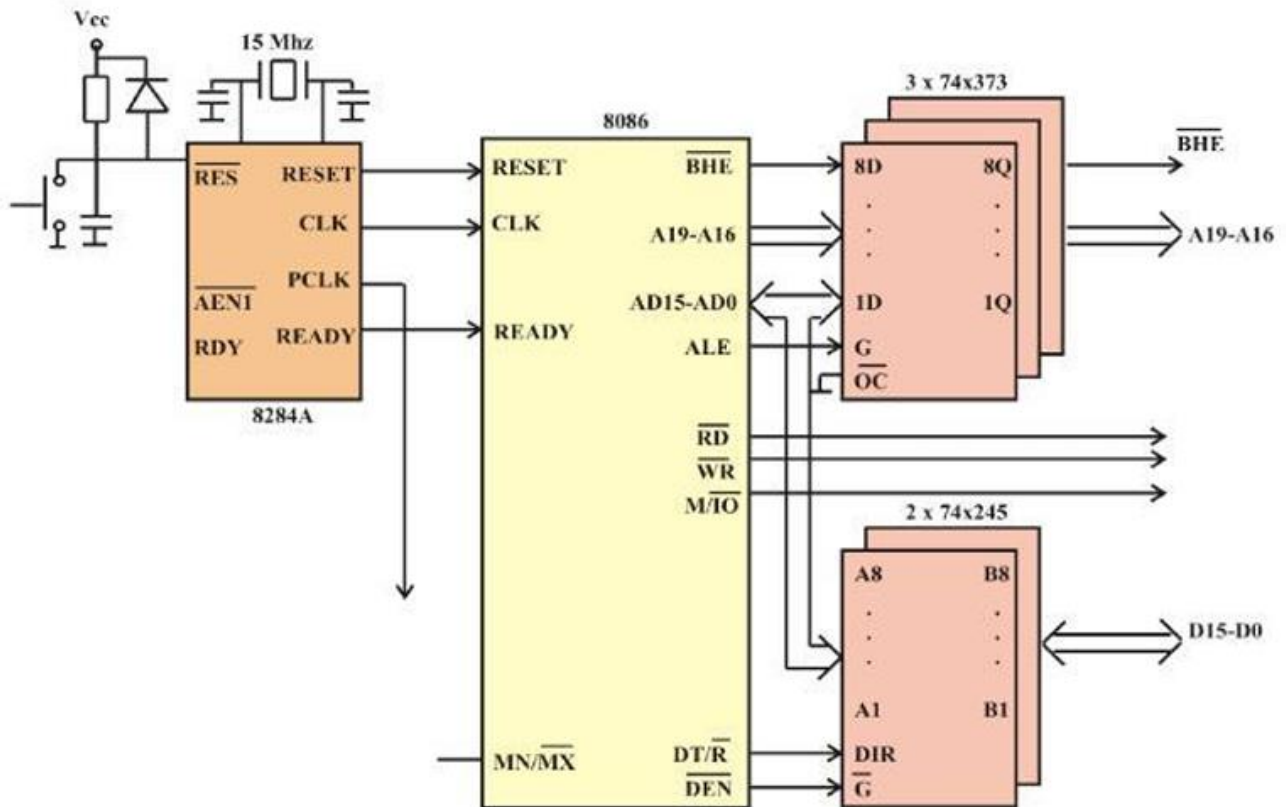 Vcc
15 Mhz
RES
RESET
CLK
PCLK
AEN1
RDY
READY
8284A
8086
RESET
CLK
READY
MN/MX
BHE
A19-A16
AD15-AD0
ALE
RD
WR
M/IO
DT/R
DEN
3 x 74x373
8D
8Q
.
.
.
.
.
.
1D
1Q
G
OC
BHE
A19-A16
2 x 74x245
A8
B8
.
.
.
.
.
.
A1
B1
DIR
G
D15-D0